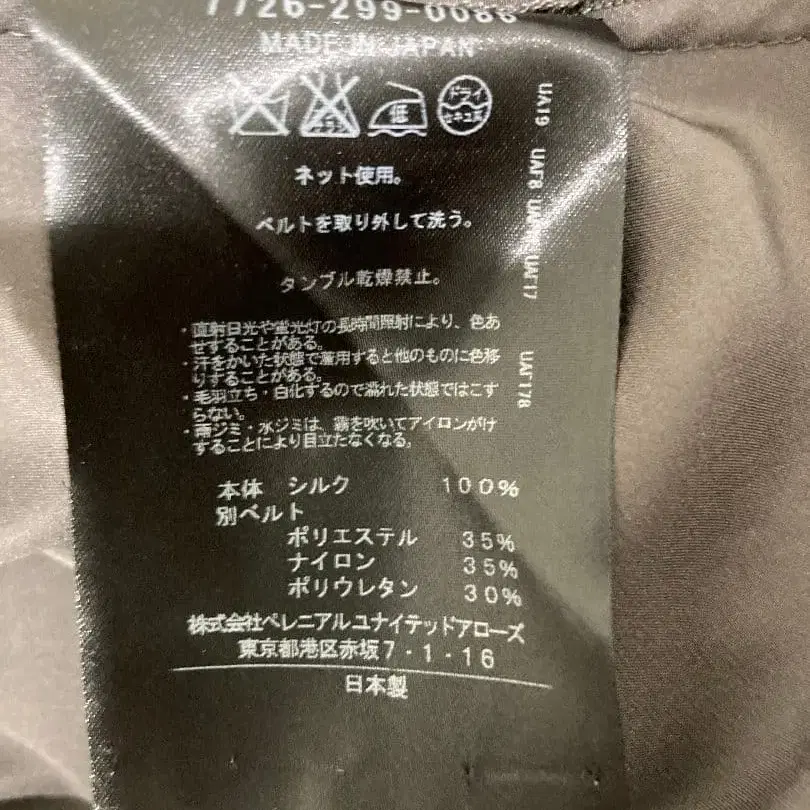 7726-299-0086
MADE IN JAPAN
低
ドライ
セキユ系
ネット使用。
ベルトを取り外して洗う。
タンブル乾燥禁止。
・直射日光や蛍光灯の長時間照射により、色あ
せすることがある。
・汗をかいた状態で着用すると他のものに色移
りすることがある。
・毛羽立ち・白化するので濡れた状態ではこす
らない。
・雨ジミ・水ジミは、霧を吹いてアイロンがけ
することにより目立たなくなる。
本体 シルク 100%
別ベルト
ポリエステル 35%
ナイロン 35%
ポリウレタン 30%
株式会社ペレニアルユナイテッドアローズ
東京都港区赤坂7・1・16
日本製
UA19 UAF8 UAF17
UAF178